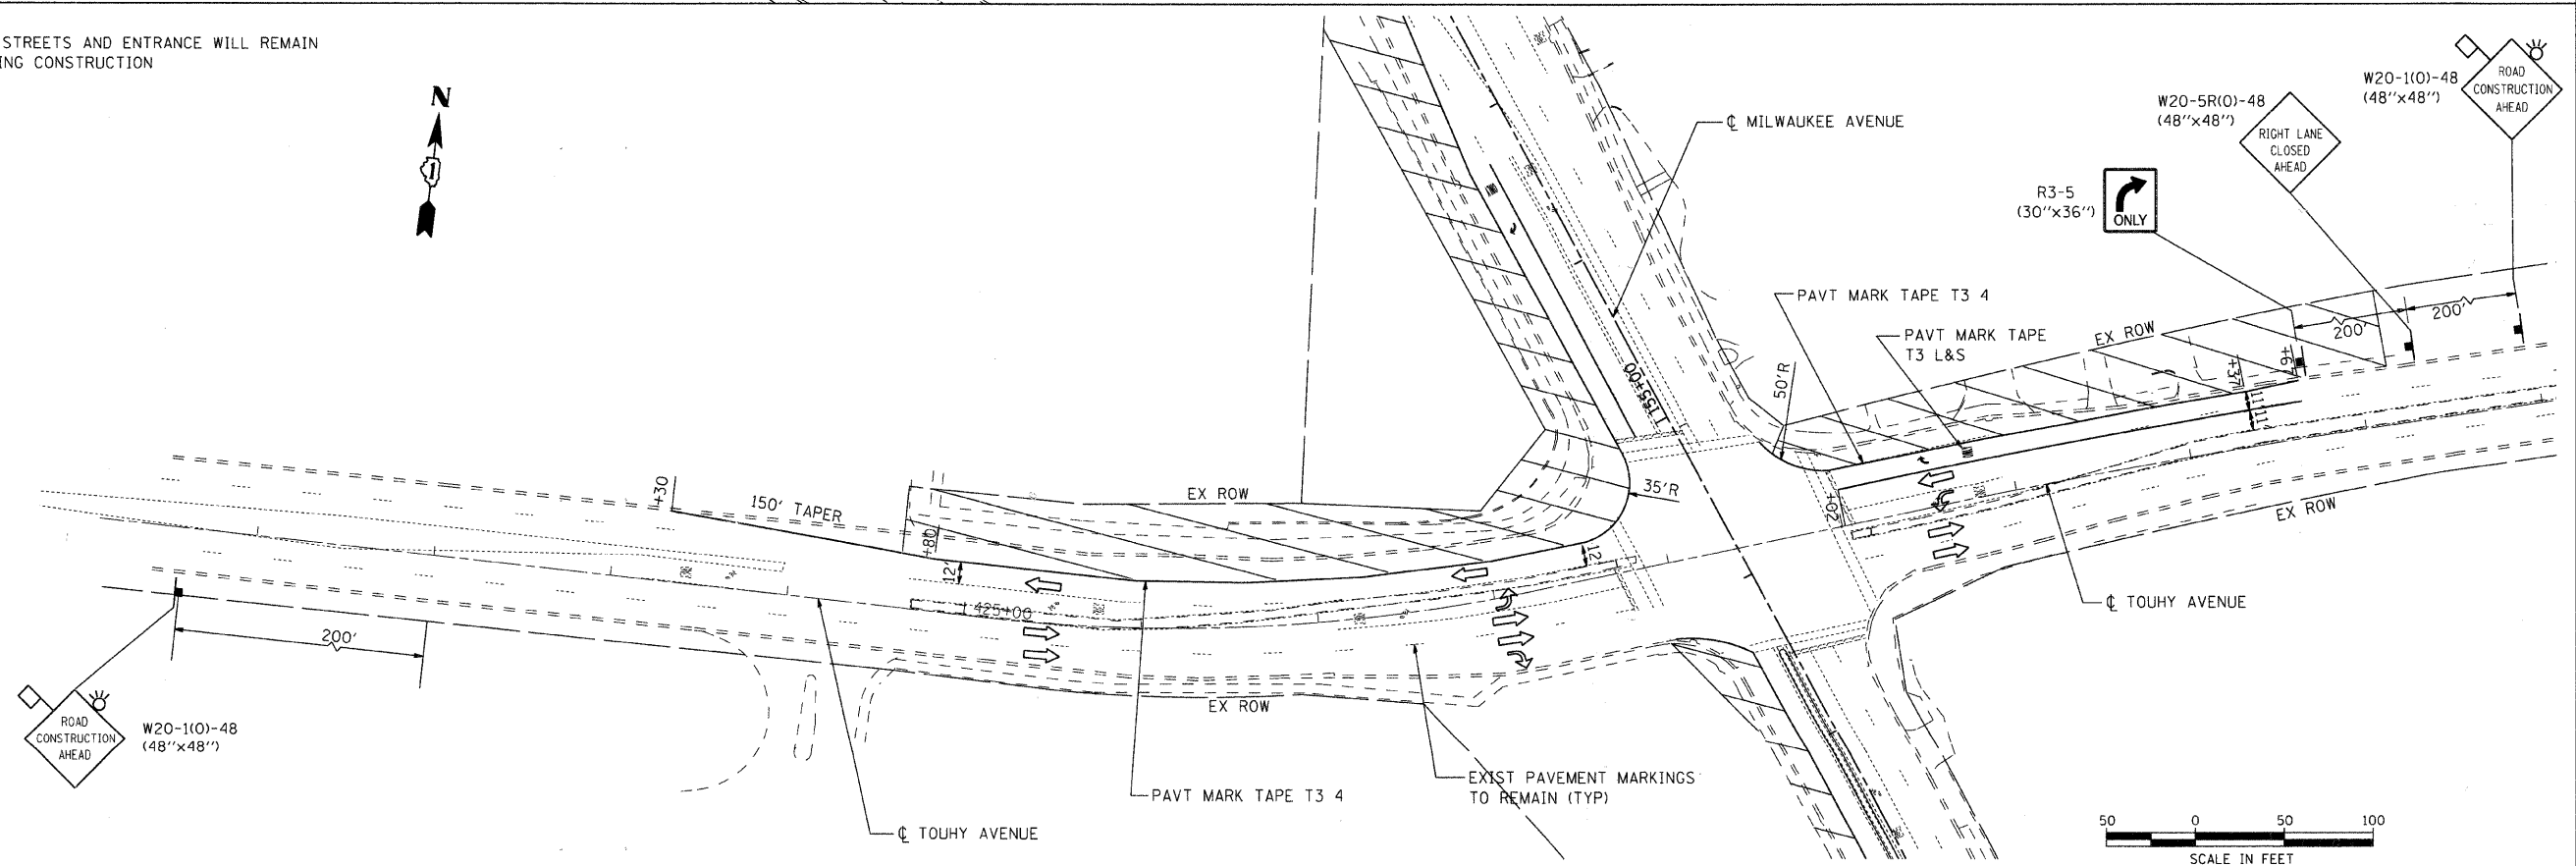 STREETS AND ENTRANCE WILL REMAIN
ING CONSTRUCTION
N
1
℄ MILWAUKEE AVENUE
W20-1(O)-48
(48''x48'')
ROAD
CONSTRUCTION
AHEAD
W20-5R(O)-48
(48''x48'')
RIGHT LANE
CLOSED
AHEAD
R3-5
(30''x36'')
ONLY
PAVT MARK TAPE T3 4
PAVT MARK TAPE
T3 L&S
EX ROW
200'
200'
+6
+37
11'
11'
50'R
1155+00
35'R
+02
EX ROW
℄ TOUHY AVENUE
+30
150' TAPER
EX ROW
+80
12'
12'
425+00
200'
EX ROW
ROAD
CONSTRUCTION
AHEAD
W20-1(O)-48
(48''x48'')
PAVT MARK TAPE T3 4
EXIST PAVEMENT MARKINGS
TO REMAIN (TYP)
℄ TOUHY AVENUE
50 0 50 100
SCALE IN FEET